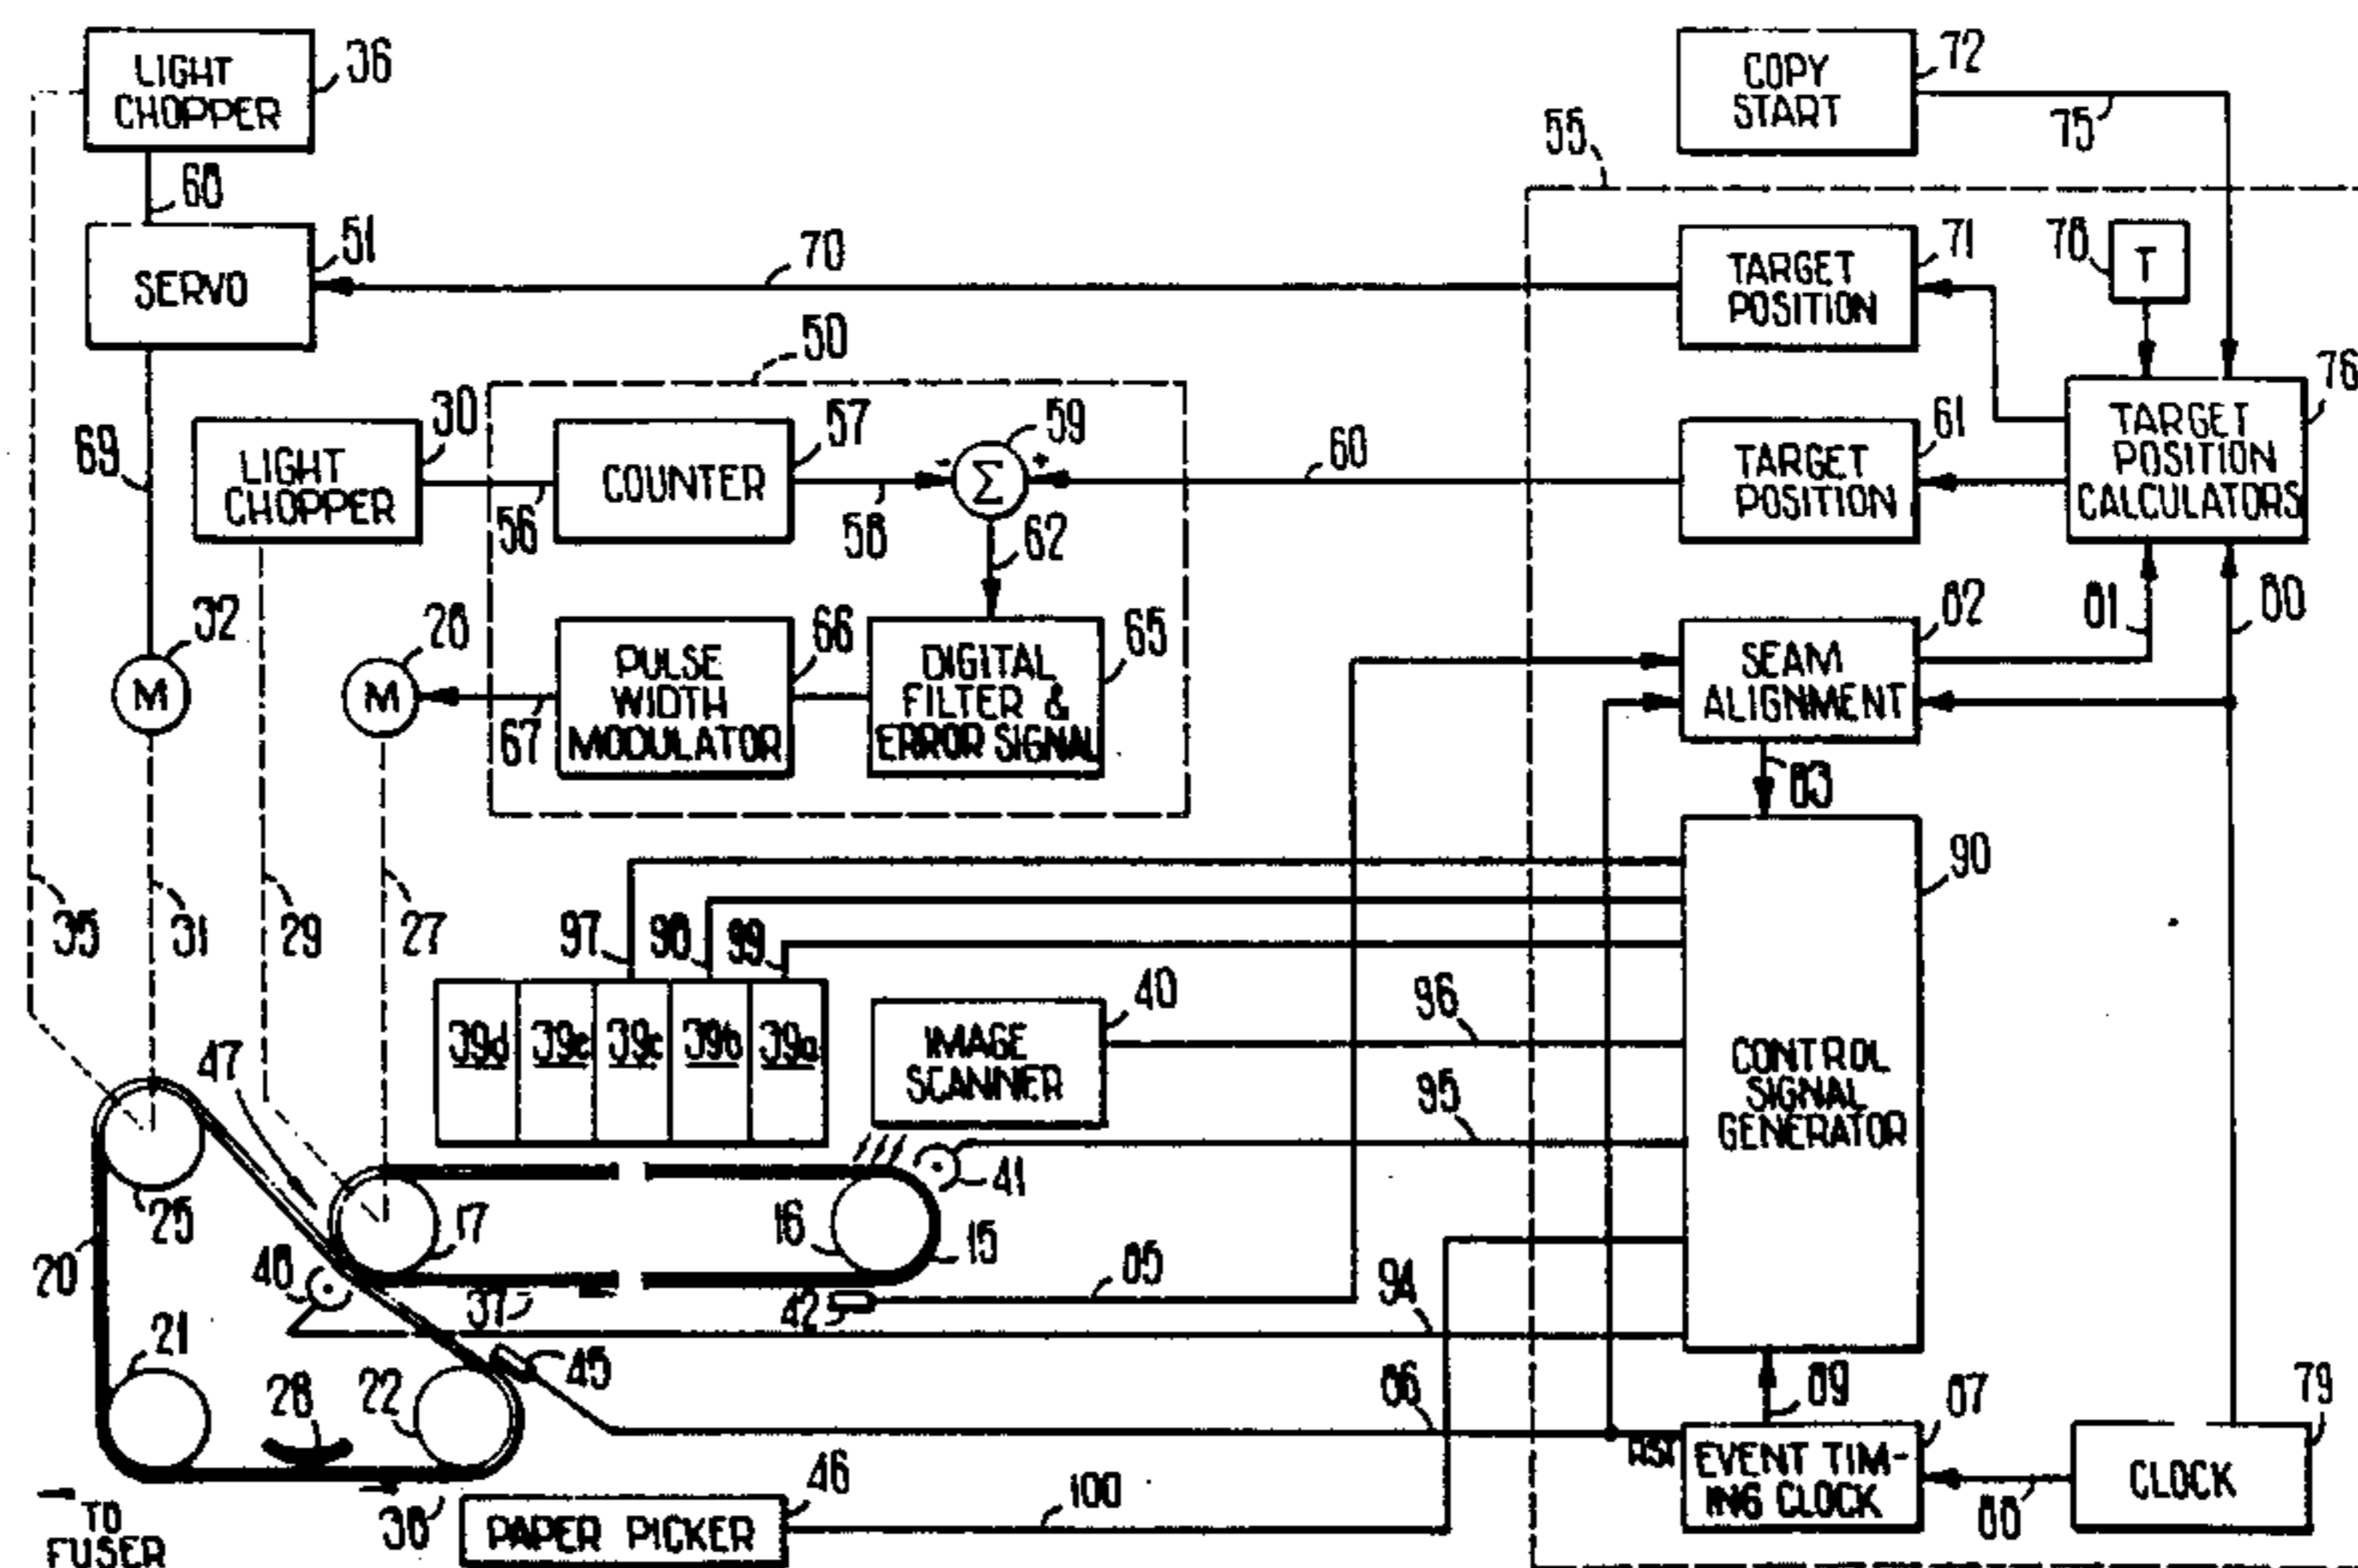 LIGHT
CHOPPER
36
60
SERVO
51
70
COPY
START
72
75
55
TARGET
POSITION
71
78
T
50
LIGHT
CHOPPER
30
56
COUNTER
57
58
-
Σ
+
59
60
TARGET
POSITION
61
TARGET
POSITION
CALCULATORS
76
69
62
32
M
28
M
67
PULSE
WIDTH
MODULATOR
66
DIGITAL
FILTER &
ERROR SIGNAL
65
SEAM
ALIGNMENT
82
81
80
83
35
31
29
27
97
98
99
39d
39e
39c
39b
39a
IMAGE
SCANNER
40
96
95
CONTROL
SIGNAL
GENERATOR
90
47
25
17
16
15
41
20
48
37
42
85
94
21
28
22
45
86
RST
89
EVENT TIM-
ING CLOCK
87
88
CLOCK
79
TO
FUSER
38
PAPER PICKER
46
100